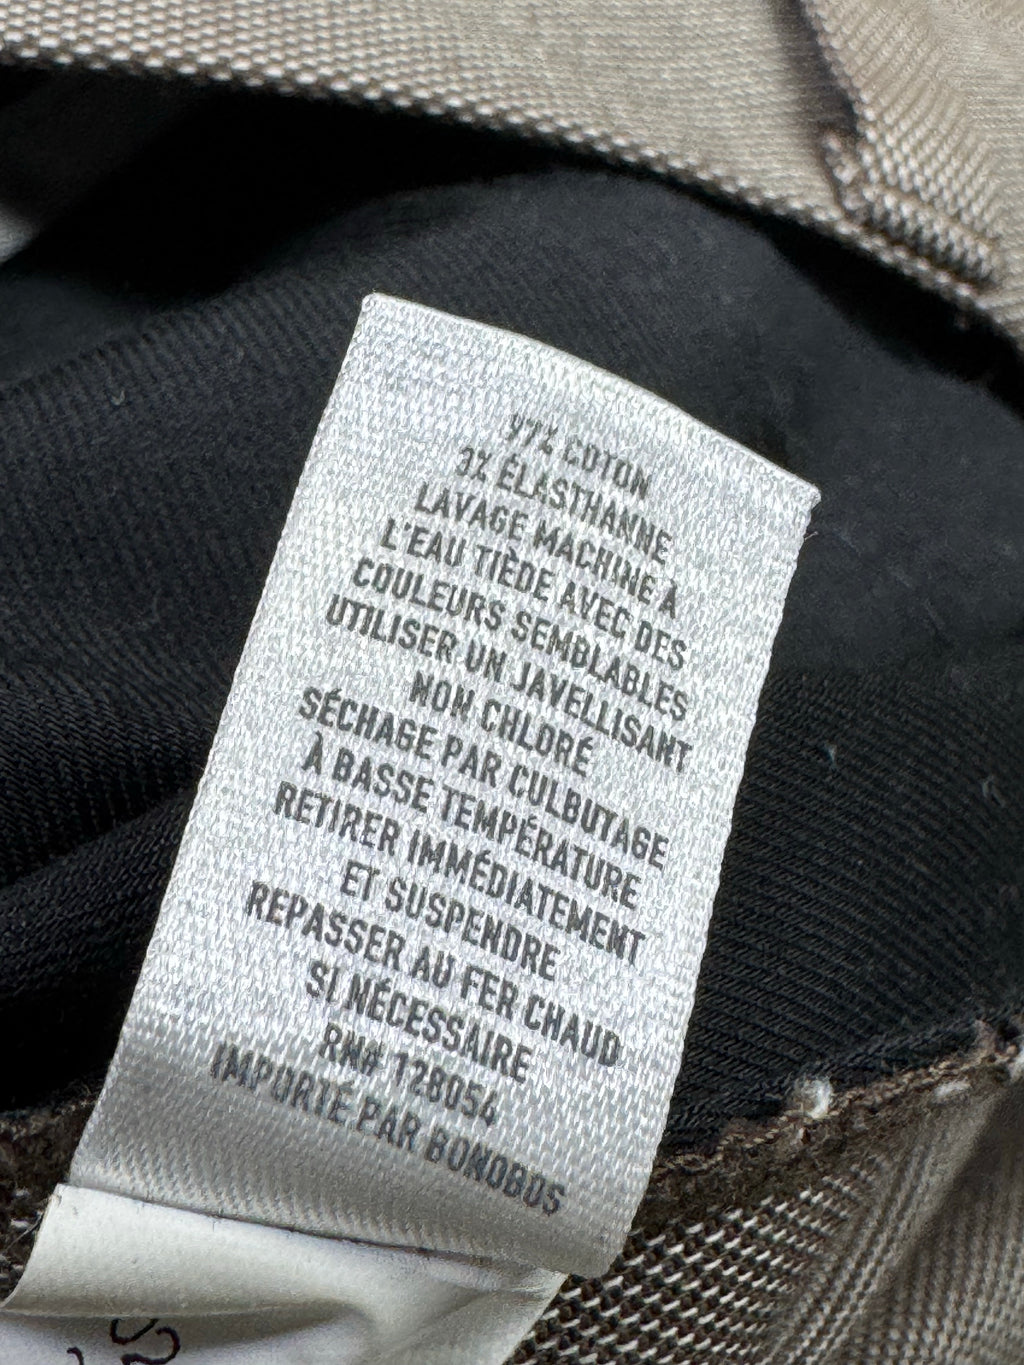 97% COTON
3% ÉLASTHANNE
LAVAGE MACHINE À
L'EAU TIÈDE AVEC DES
COULEURS SEMBLABLES
UTILISER UN JAVELLISANT
NON CHLORÉ
SÉCHAGE PAR CULBUTAGE
À BASSE TEMPÉRATURE
RETIRER IMMÉDIATEMENT
ET SUSPENDRE
REPASSER AU FER CHAUD
SI NÉCESSAIRE
RN# 128054
IMPORTÉ PAR BONOBOS